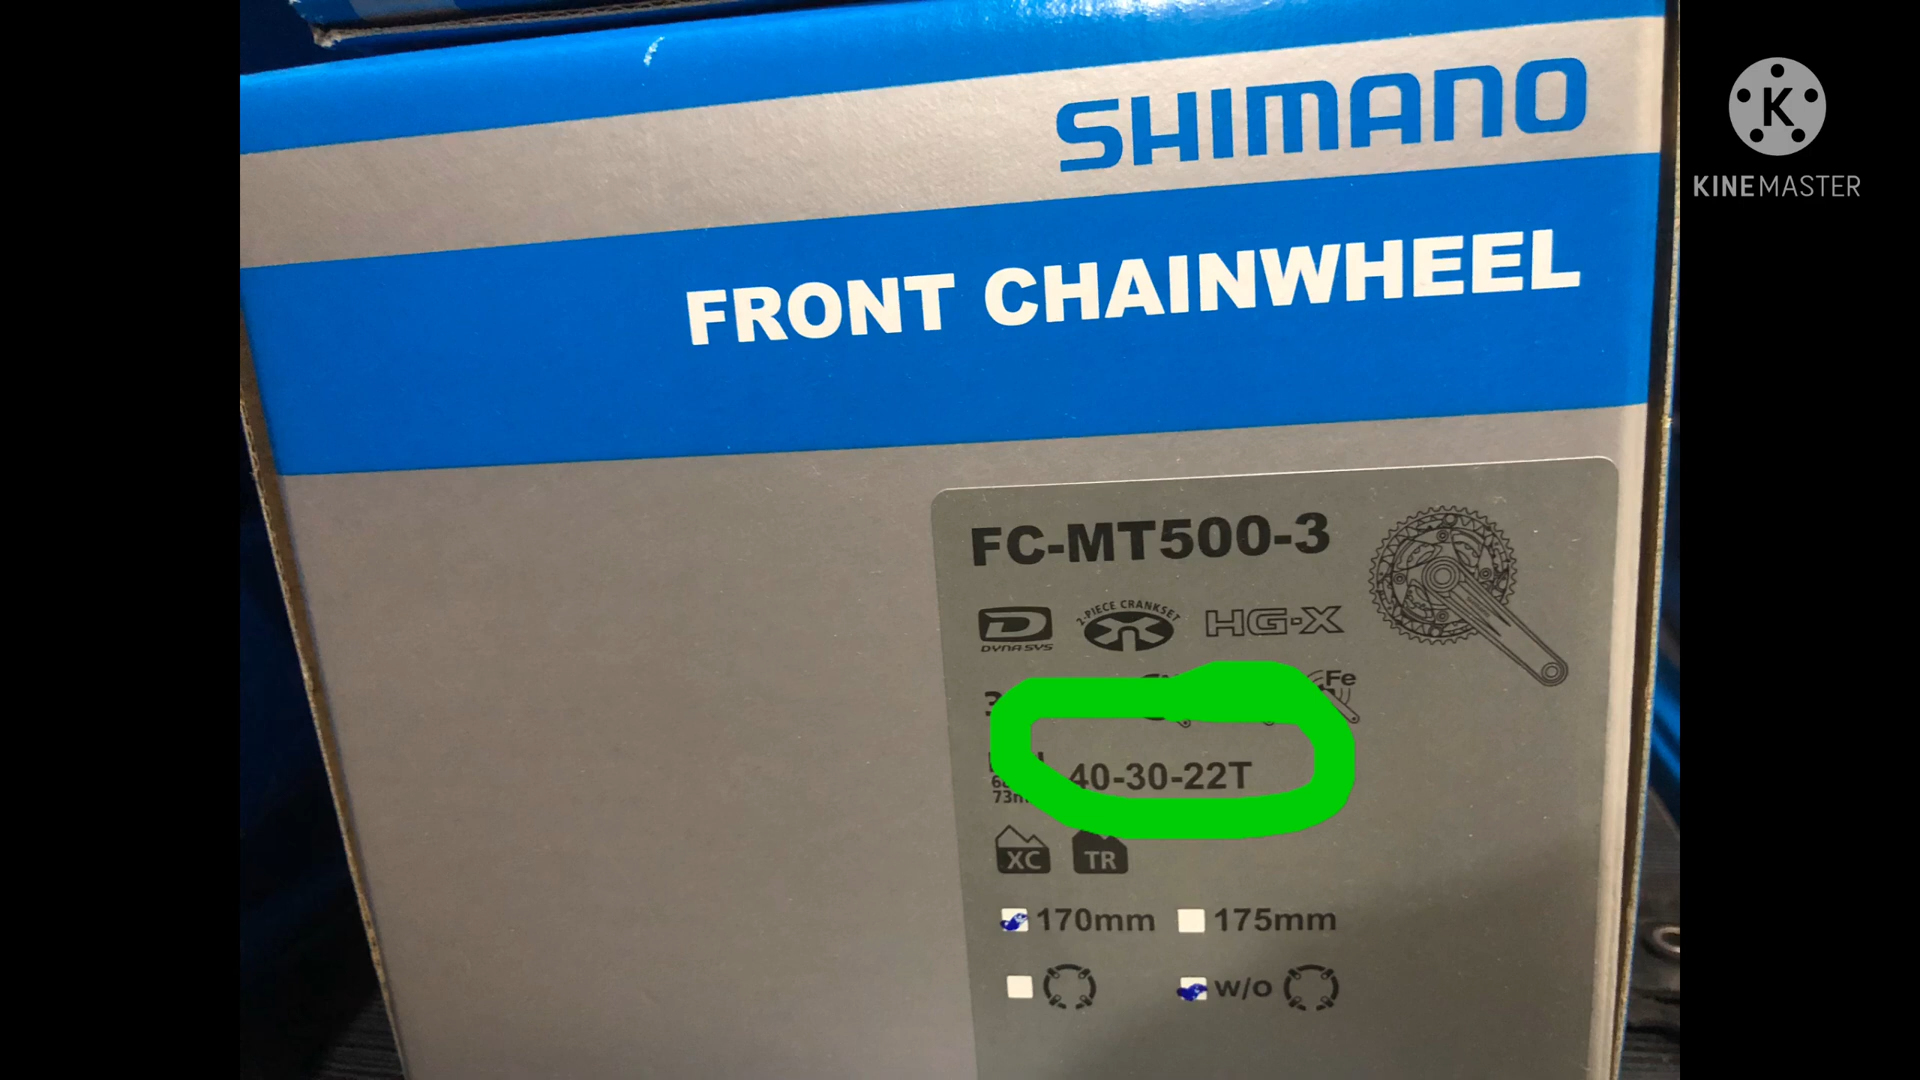 SHIMANO
K
KINEMASTER
FRONT CHAINWHEEL
FC-MT500-3
D
DYNA SYS
2-PIECE CRANKSET
HG-X
Fe
40-30-22T
XC TR
170mm 175mm
w/o